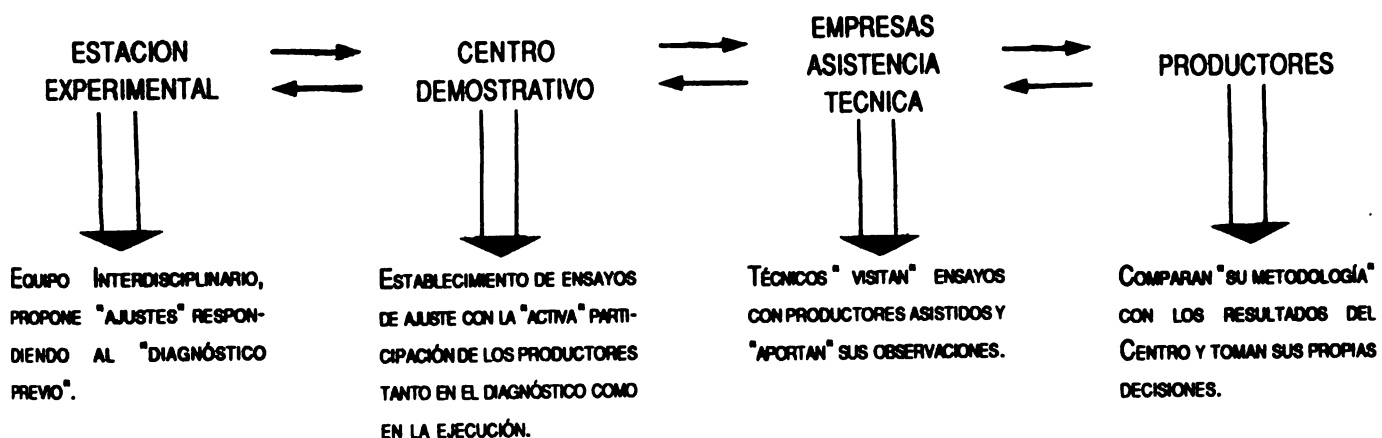 ESTACION
EXPERIMENTAL
CENTRO
DEMOSTRATIVO
EMPRESAS
ASISTENCIA
TECNICA
PRODUCTORES
EQUIPO INTERDISCIPLINARIO,
PROPONE "AJUSTES" RESPON-
DIENDO AL "DIAGNÓSTICO
PREVIO".
ESTABLECIMIENTO DE ENSAYOS
DE AJUSTE CON LA "ACTIVA" PARTI-
CIPACIÓN DE LOS PRODUCTORES
TANTO EN EL DIAGNÓSTICO COMO
EN LA EJECUCIÓN.
TÉCNICOS " VISITAN" ENSAYOS
CON PRODUCTORES ASISTIDOS Y
"APORTAN" SUS OBSERVACIONES.
COMPARAN "SU METODOLOGÍA"
CON LOS RESULTADOS DEL
CENTRO Y TOMAN SUS PROPIAS
DECISIONES.